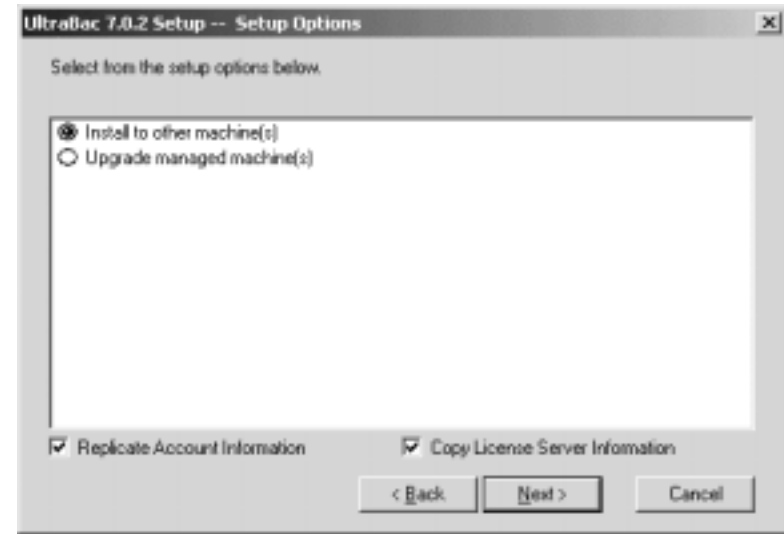 UltraBac 7.0.2 Setup -- Setup Options
Select from the setup options below.
Install to other machine(s)
Upgrade managed machine(s)
Replicate Account Information Copy License Server Information
< Back Next > Cancel